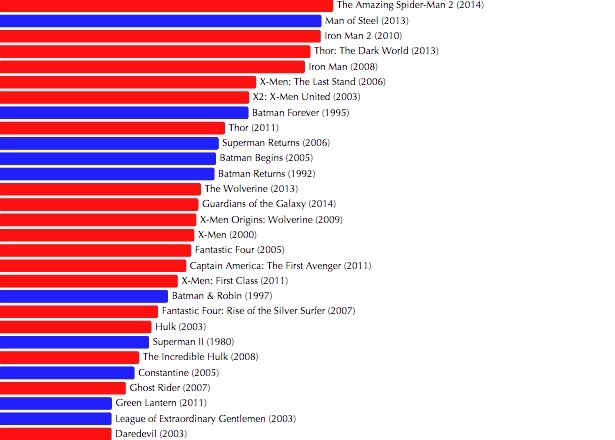 The Amazing Spider-Man 2 (2014)
Man of Steel (2013)
Iron Man 2 (2010)
Thor: The Dark World (2013)
Iron Man (2008)
X-Men: The Last Stand (2006)
X2: X-Men United (2003)
Batman Forever (1995)
Thor (2011)
Superman Returns (2006)
Batman Begins (2005)
Batman Returns (1992)
The Wolverine (2013)
Guardians of the Galaxy (2014)
X-Men Origins: Wolverine (2009)
X-Men (2000)
Fantastic Four (2005)
Captain America: The First Avenger (2011)
X-Men: First Class (2011)
Batman & Robin (1997)
Fantastic Four: Rise of the Silver Surfer (2007)
Hulk (2003)
Superman II (1980)
The Incredible Hulk (2008)
Constantine (2005)
Ghost Rider (2007)
Green Lantern (2011)
League of Extraordinary Gentlemen (2003)
Daredevil (2003)